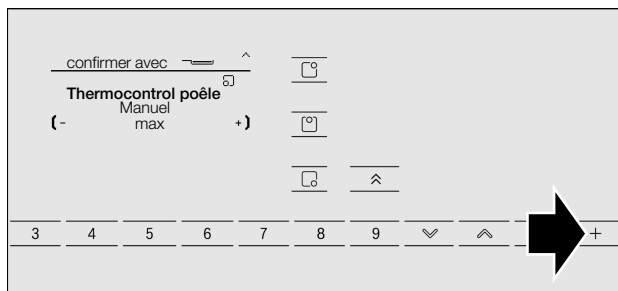 confirmer avec
Thermocontrol poêle
Manuel
(- max +)
3 4 5 6 7 8 9 +